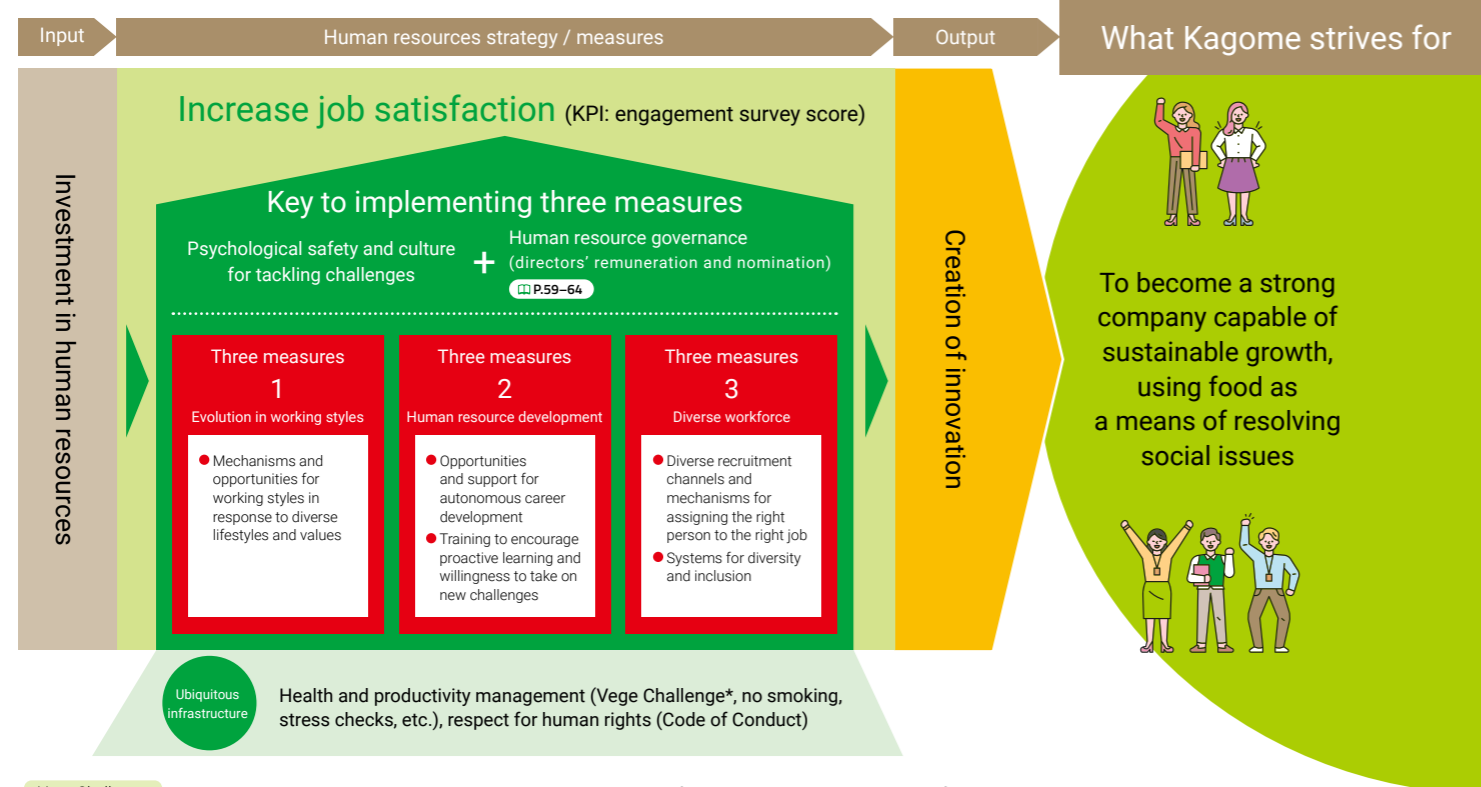 Input
Human resources strategy / measures
Output
What Kagome strives for
Investment in human resources
Increase job satisfaction (KPI: engagement survey score)
Key to implementing three measures
Psychological safety and culture
for tackling challenges
+
Human resource governance
(directors' remuneration and nomination)
P.59–64
Three measures
1
Evolution in working styles
Mechanisms and
opportunities for
working styles in
response to diverse
lifestyles and values
Three measures
2
Human resource development
Opportunities
and support for
autonomous career
development
Training to encourage
proactive learning and
willingness to take on
new challenges
Three measures
3
Diverse workforce
Diverse recruitment
channels and
mechanisms for
assigning the right
person to the right job
Systems for diversity
and inclusion
Creation of innovation
To become a strong
company capable of
sustainable growth,
using food as
a means of resolving
social issues
Ubiquitous
infrastructure
Health and productivity management (Vege Challenge*, no smoking,
stress checks, etc.), respect for human rights (Code of Conduct)